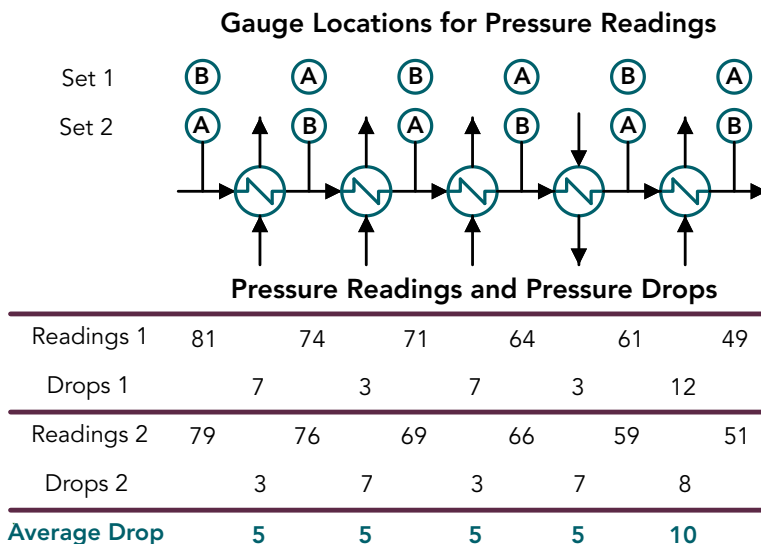 Gauge Locations for Pressure Readings
Set 1 B A B A B A
Set 2 A B A B A B
Pressure Readings and Pressure Drops
Readings 1 81 74 71 64 61 49
Drops 1 7 3 7 3 12
Readings 2 79 76 69 66 59 51
Drops 2 3 7 3 7 8
Average Drop 5 5 5 5 10